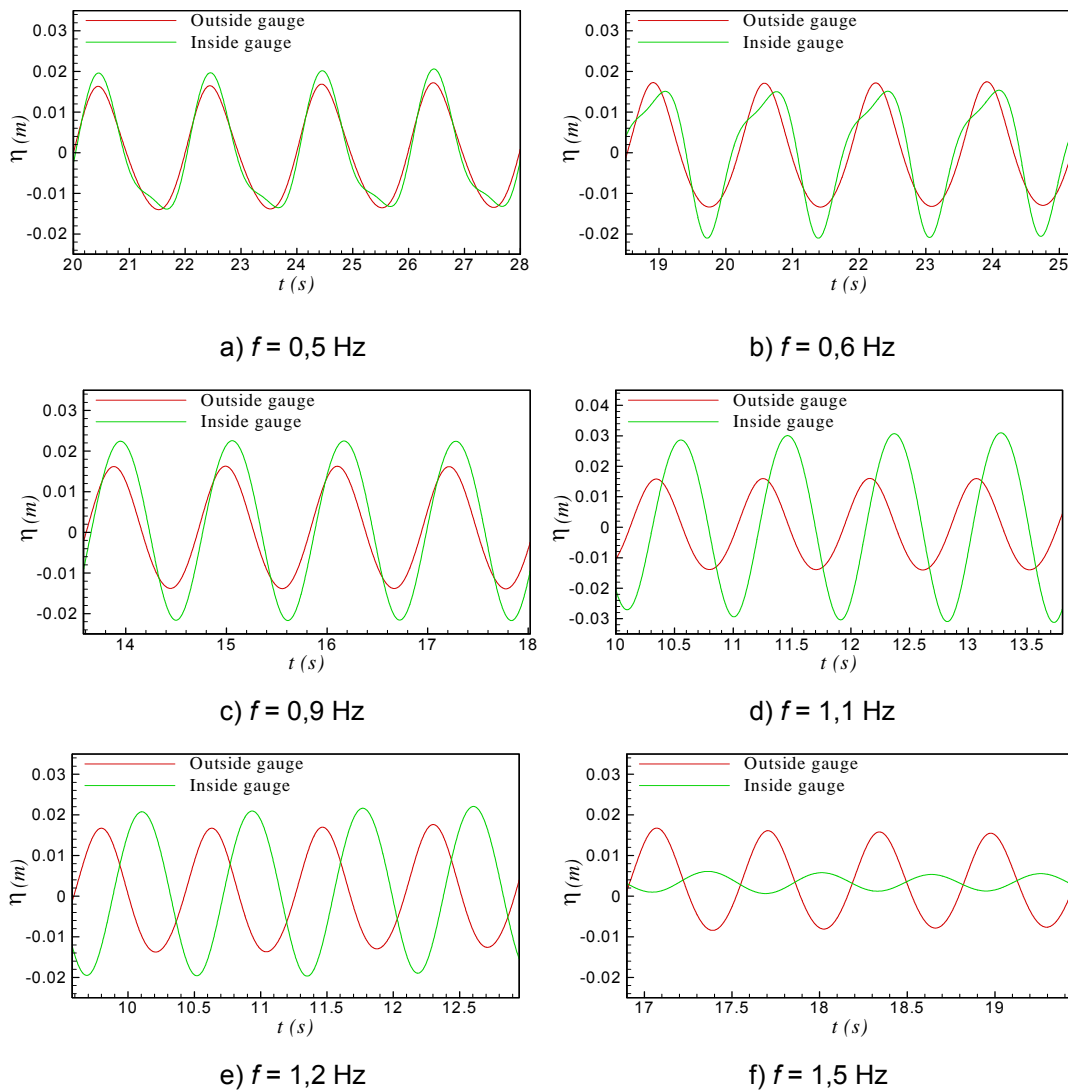 0.03
0.02
0.01
0
-0.01
-0.02
η (m)
Outside gauge
Inside gauge
20 21 22 23 24 25 26 27 28
t (s)
a) f = 0,5 Hz
0.03
0.02
0.01
0
-0.01
-0.02
η (m)
Outside gauge
Inside gauge
19 20 21 22 23 24 25
t (s)
b) f = 0,6 Hz
0.03
0.02
0.01
0
-0.01
-0.02
η (m)
Outside gauge
Inside gauge
14 15 16 17 18
t (s)
c) f = 0,9 Hz
0.04
0.03
0.02
0.01
0
-0.01
-0.02
-0.03
η (m)
Outside gauge
Inside gauge
10 10.5 11 11.5 12 12.5 13 13.5
t (s)
d) f = 1,1 Hz
0.03
0.02
0.01
0
-0.01
-0.02
η (m)
Outside gauge
Inside gauge
10 10.5 11 11.5 12 12.5
t (s)
e) f = 1,2 Hz
0.03
0.02
0.01
0
-0.01
-0.02
η (m)
Outside gauge
Inside gauge
17 17.5 18 18.5 19
t (s)
f) f = 1,5 Hz